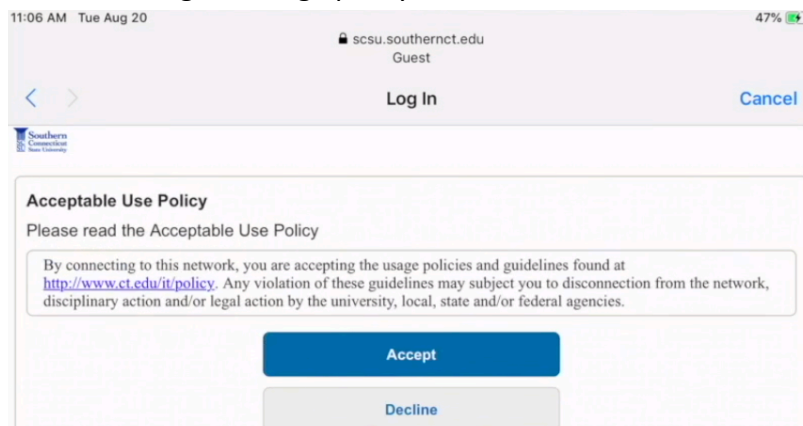 11:06 AM Tue Aug 20
47%
scsu.southernct.edu
Guest
Log In
Cancel
Southern
Connecticut
State University
Acceptable Use Policy
Please read the Acceptable Use Policy
By connecting to this network, you are accepting the usage policies and guidelines found at
http://www.ct.edu/it/policy. Any violation of these guidelines may subject you to disconnection from the network,
disciplinary action and/or legal action by the university, local, state and/or federal agencies.
Accept
Decline